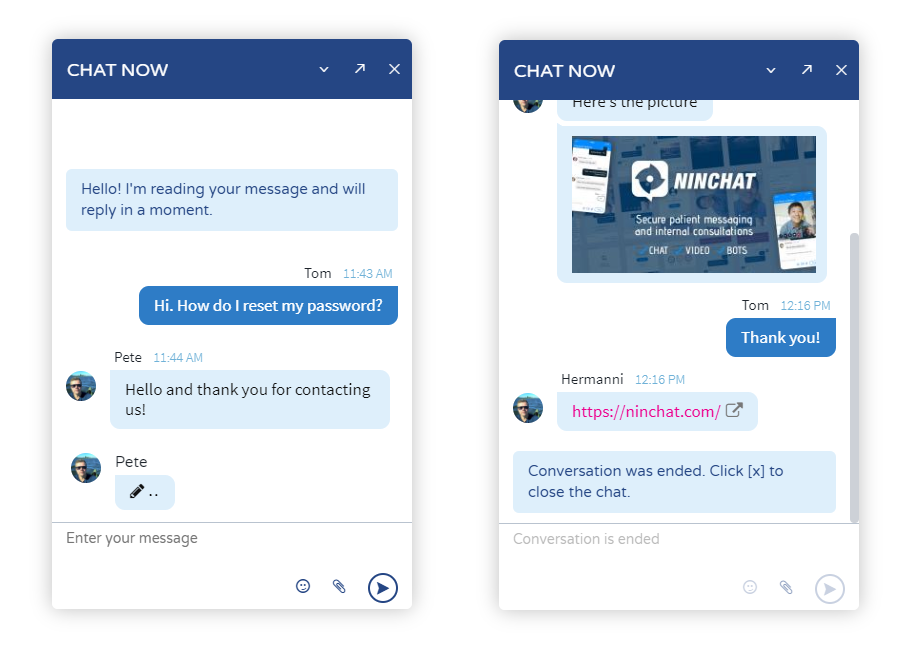 CHAT NOW
Hello! I'm reading your message and will
reply in a moment.
Tom 11:43 AM
Hi. How do I reset my password?
Pete 11:44 AM
Hello and thank you for contacting
us!
Pete
..
Enter your message
CHAT NOW
Here's the picture
NINCHAT
Secure patient messaging
and internal consultations
CHAT VIDEO BOTS
Tom 12:16 PM
Thank you!
Hermanni 12:16 PM
https://ninchat.com/
Conversation was ended. Click [x] to
close the chat.
Conversation is ended